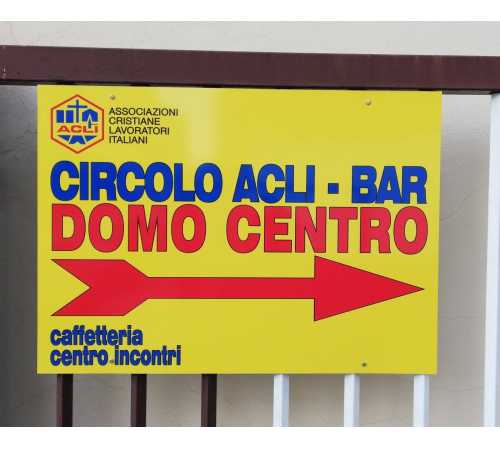 ACLI
ASSOCIAZIONI
CRISTIANE
LAVORATORI
ITALIANI
CIRCOLO ACLI - BAR
DOMO CENTRO
caffetteria
centro incontri